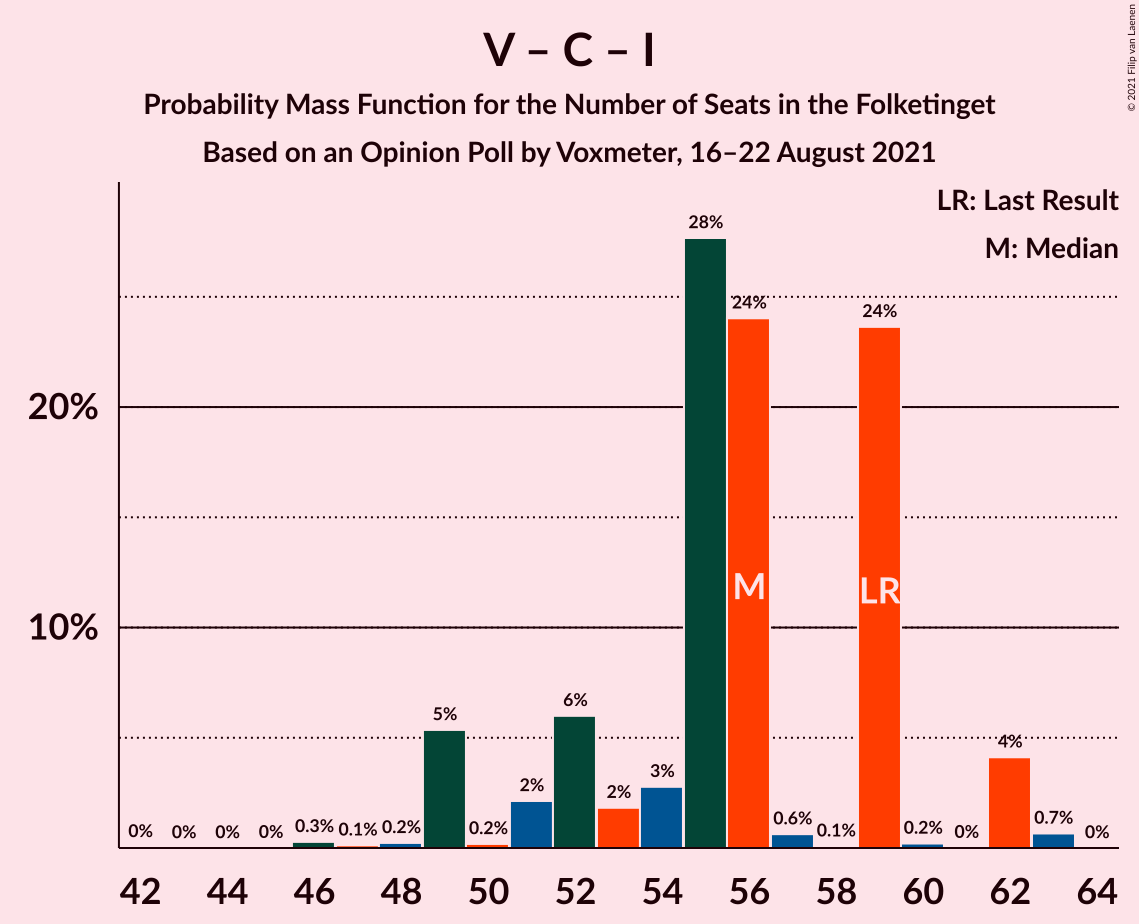 V – C – I
Probability Mass Function for the Number of Seats in the Folketinget
Based on an Opinion Poll by Voxmeter, 16–22 August 2021
© 2021 Filip van Laenen
LR: Last Result
M: Median
20%
10%
0% 0% 0% 0% 0.3% 0.1% 0.2% 5% 0.2% 2% 6% 2% 3% 28% 24% 0.6% 0.1% 24% 0.2% 0% 4% 0.7% 0%
M LR
42 44 46 48 50 52 54 56 58 60 62 64